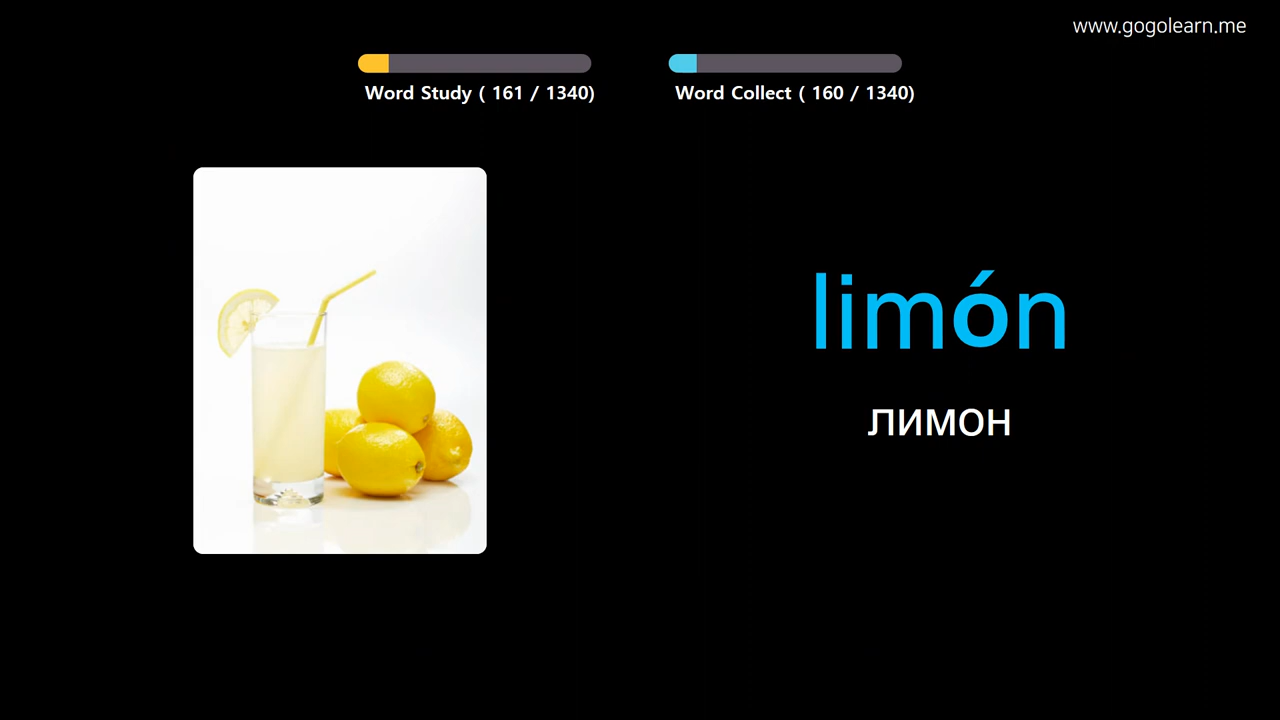 www.gogolearn.me
Word Study ( 161 / 1340)
Word Collect ( 160 / 1340)
limón
лимон